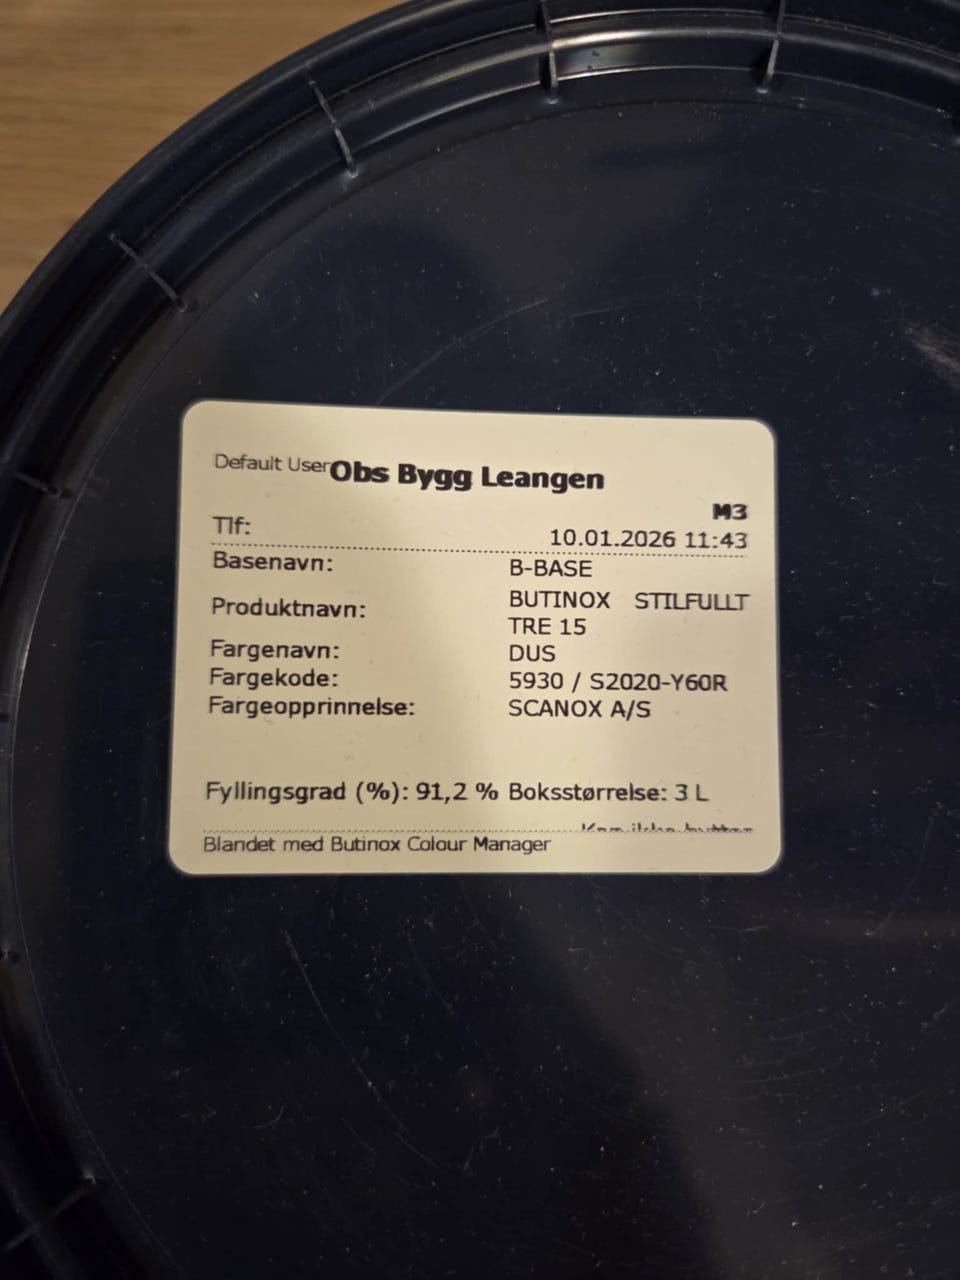 Default User Obs Bygg Leangen
M3
Tlf: 10.01.2026 11:43
Basenavn: B-BASE
Produktnavn: BUTINOX STILFULLT
TRE 15
Fargenavn: DUS
Fargekode: 5930 / S2020-Y60R
Fargeopprinnelse: SCANOX A/S
Fyllingsgrad (%): 91,2 % Boksstørrelse: 3 L
Blandet med Butinox Colour Manager